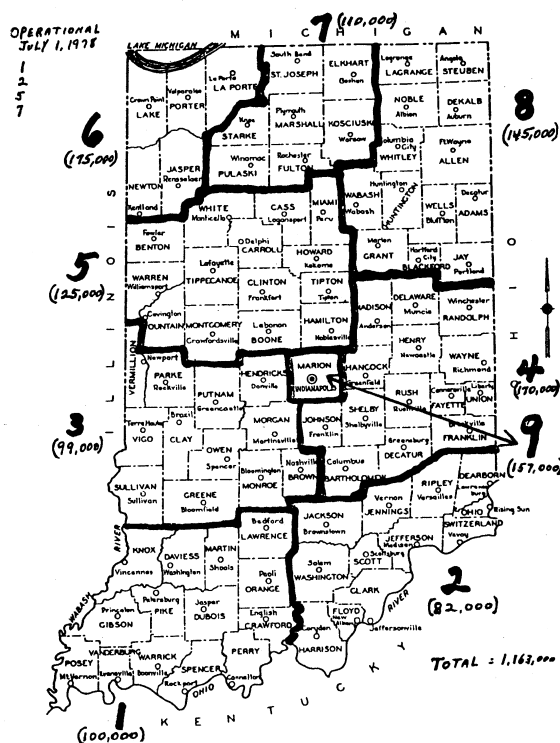 OPERATIONAL
JULY 1, 1978
1
2
5
7
7 (110,000)
LAKE MICHIGAN
M I C H I G A N
South Bend
ST. JOSEPH
ELKHART
Goshen
Lagrange
LAGRANGE
Angola
STEUBEN
La Porte
LA PORTE
Valparaiso
PORTER
Crown Point
LAKE
NOBLE
Albion
DEKALB
Auburn
8
(145,000)
6
(175,000)
Knox
STARKE
Plymouth
MARSHALL
KOSCIUSKO
Warsaw
Columbia
City
WHITLEY
Ft Wayne
ALLEN
JASPER
Rensselaer
Winamac
PULASKI
Rochester
FULTON
NEWTON
Kentland
WHITE
Monticello
CASS
Logansport
MIAMI
Peru
WABASH
Wabash
Huntington
HUNTINGTON
WELLS
Bluffton
Decatur
ADAMS
Fowler
BENTON
Delphi
CARROLL
HOWARD
Kokomo
Marion
GRANT
Hartford
City
BLACKFORD
JAY
Portland
5
(125,000)
WARREN
Williamsport
Lafayette
TIPPECANOE
CLINTON
Frankfort
TIPTON
Tipton
MADISON
Anderson
DELAWARE
Muncie
Winchester
RANDOLPH
Covington
FOUNTAIN
MONTGOMERY
Crawfordsville
Lebanon
BOONE
HAMILTON
Noblesville
HENRY
Newcastle
WAYNE
Richmond
VERMILLION
Newport
PARKE
Rockville
PUTNAM
Greencastle
HENDRICKS
Danville
MARION
INDIANAPOLIS
HANCOCK
Greenfield
RUSH
Rushville
Connersville
FAYETTE
Liberty
UNION
4
(170,000)
3
(99,000)
Terre Haute
VIGO
Brazil
CLAY
MORGAN
Martinsville
JOHNSON
Franklin
SHELBY
Shelbyville
Greensburg
DECATUR
Brookville
FRANKLIN
9
(157,000)
OWEN
Spencer
Bloomington
MONROE
Nashville
BROWN
Columbus
BARTHOLOMEW
SULLIVAN
Sullivan
GREENE
Bloomfield
JACKSON
Brownstown
Vernon
JENNINGS
RIPLEY
Versailles
DEARBORN
Lawrenceburg
OHIO
Rising Sun
SWITZERLAND
Vevay
JEFFERSON
Madison
KNOX
Vincennes
DAVIESS
Washington
MARTIN
Shoals
Bedford
LAWRENCE
Salem
WASHINGTON
Scottsburg
SCOTT
CLARK
Jeffersonville
2
(82,000)
WABASH
RIVER
Princeton
GIBSON
Petersburg
PIKE
Jasper
DUBOIS
Paoli
ORANGE
English
CRAWFORD
FLOYD
New
Albany
Corydon
HARRISON
RIVER
POSEY
Mt Vernon
VANDERBURGH
Evansville
WARRICK
Boonville
SPENCER
Rockport
PERRY
Cannelton
OHIO
K E N T U C K Y
TOTAL = 1,163,000
1
(100,000)